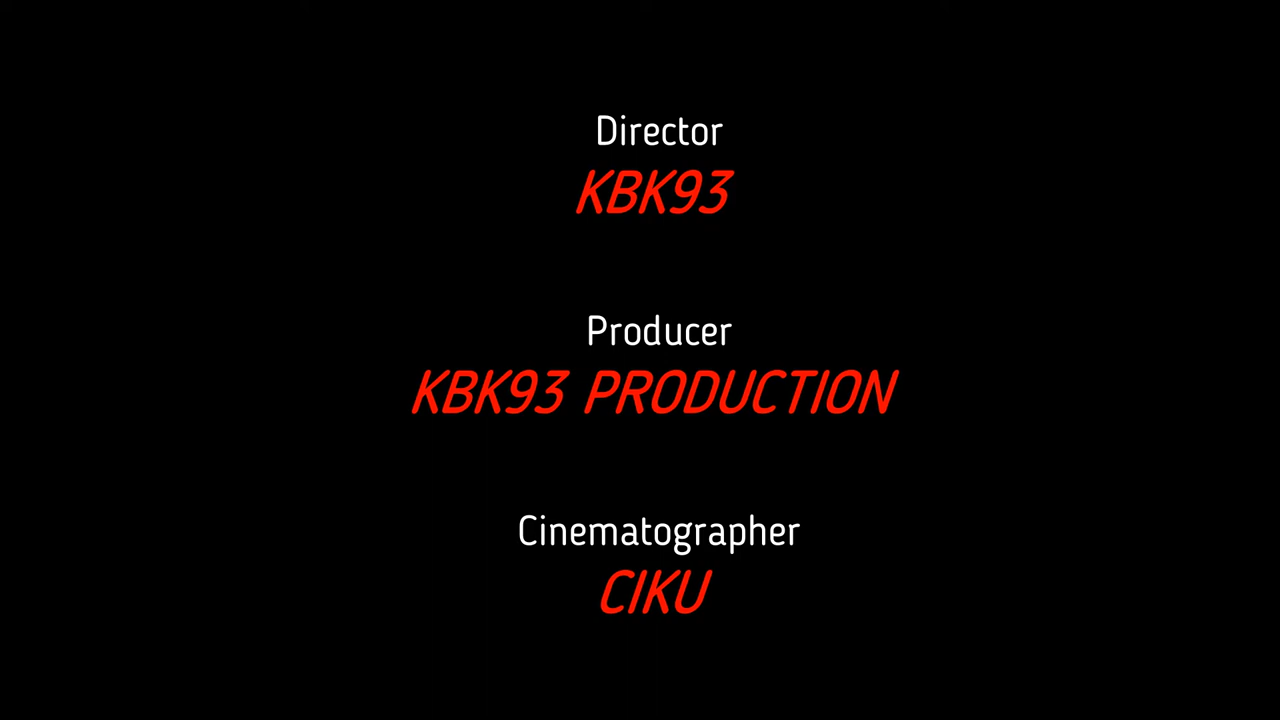 Director
KBK93
Producer
KBK93 PRODUCTION
Cinematographer
CIKU